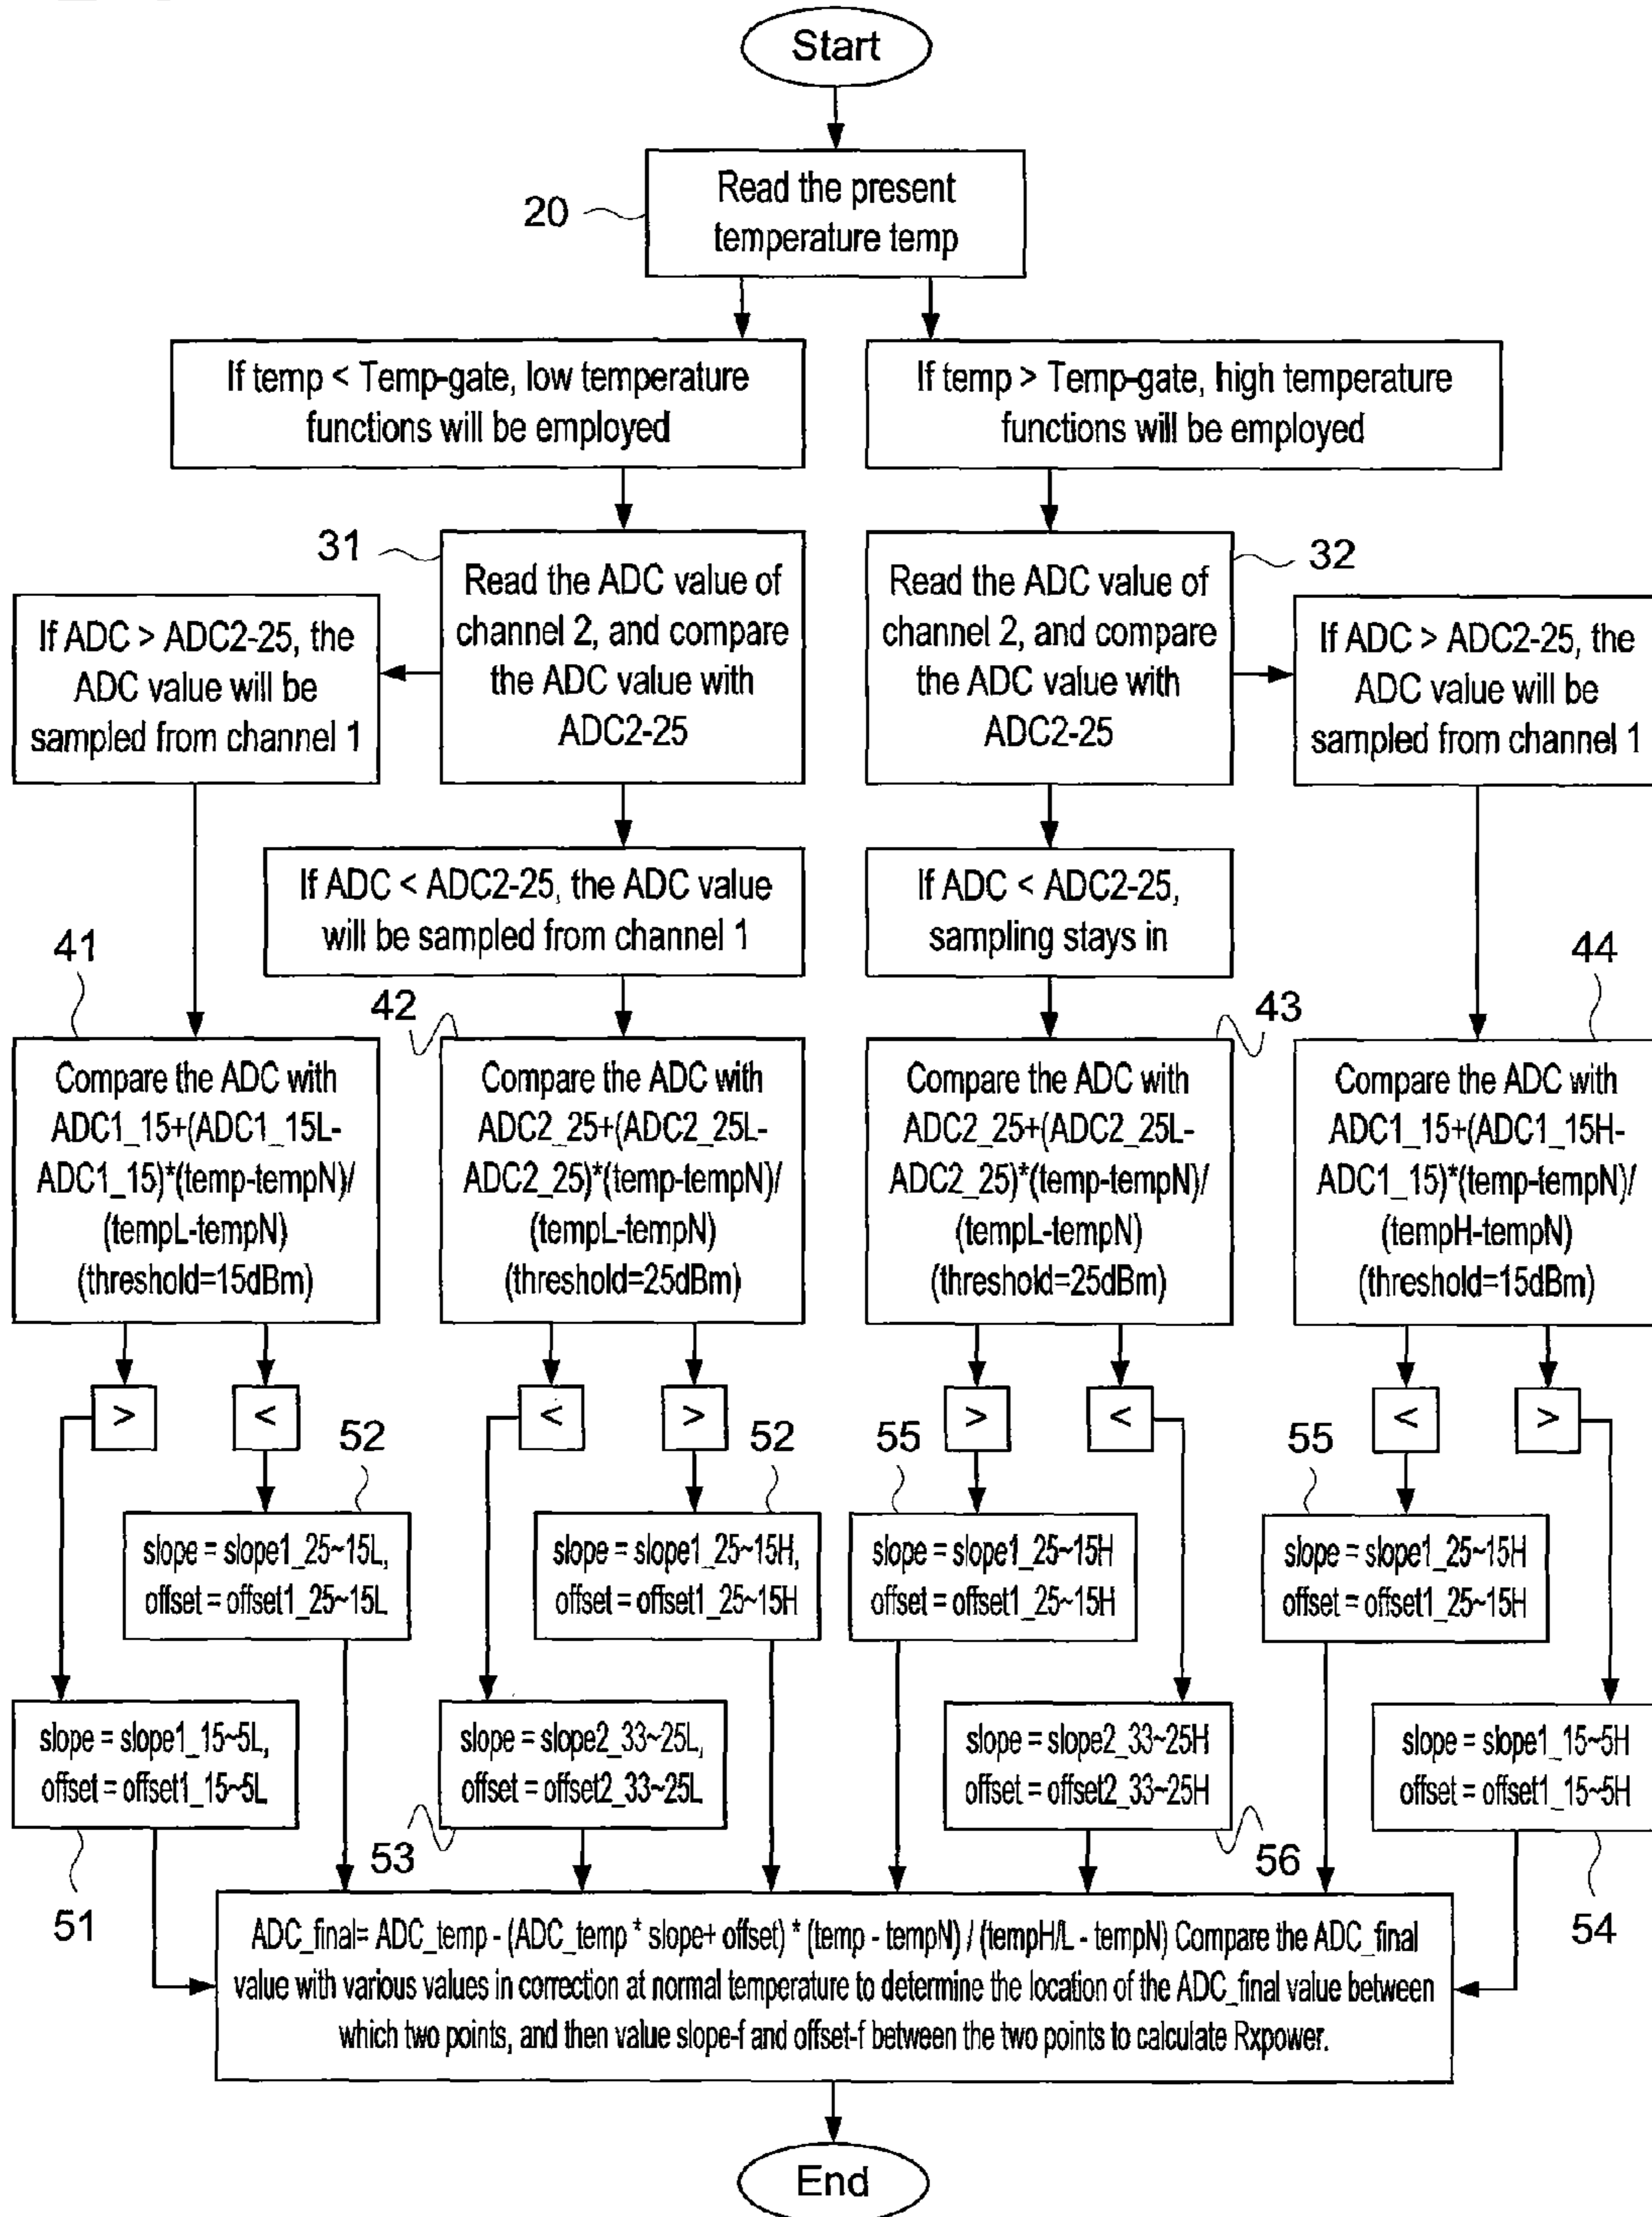 Start
20
Read the present
temperature temp
If temp < Temp-gate, low temperature
functions will be employed
If temp > Temp-gate, high temperature
functions will be employed
31
Read the ADC value of
channel 2, and compare
the ADC value with
ADC2-25
32
Read the ADC value of
channel 2, and compare
the ADC value with
ADC2-25
If ADC > ADC2-25, the
ADC value will be
sampled from channel 1
If ADC > ADC2-25, the
ADC value will be
sampled from channel 1
If ADC < ADC2-25, the ADC value
will be sampled from channel 1
If ADC < ADC2-25,
sampling stays in
41
Compare the ADC with
ADC1_15+(ADC1_15L-
ADC1_15)*(temp-tempN)/
(tempL-tempN)
(threshold=15dBm)
42
Compare the ADC with
ADC2_25+(ADC2_25L-
ADC2_25)*(temp-tempN)/
(tempL-tempN)
(threshold=25dBm)
43
Compare the ADC with
ADC2_25+(ADC2_25L-
ADC2_25)*(temp-tempN)/
(tempL-tempN)
(threshold=25dBm)
44
Compare the ADC with
ADC1_15+(ADC1_15H-
ADC1_15)*(temp-tempN)/
(tempH-tempN)
(threshold=15dBm)
>
<
<
>
>
<
<
>
52
slope = slope1_25~15L,
offset = offset1_25~15L
52
slope = slope1_25~15H,
offset = offset1_25~15H
55
slope = slope1_25~15H
offset = offset1_25~15H
55
slope = slope1_25~15H
offset = offset1_25~15H
slope = slope1_15~5L,
offset = offset1_15~5L
51
slope = slope2_33~25L,
offset = offset2_33~25L
53
slope = slope2_33~25H
offset = offset2_33~25H
56
slope = slope1_15~5H
offset = offset1_15~5H
54
ADC_final= ADC_temp - (ADC_temp * slope+ offset) * (temp - tempN) / (tempH/L - tempN) Compare the ADC_final
value with various values in correction at normal temperature to determine the location of the ADC_final value between
which two points, and then value slope-f and offset-f between the two points to calculate Rxpower.
End